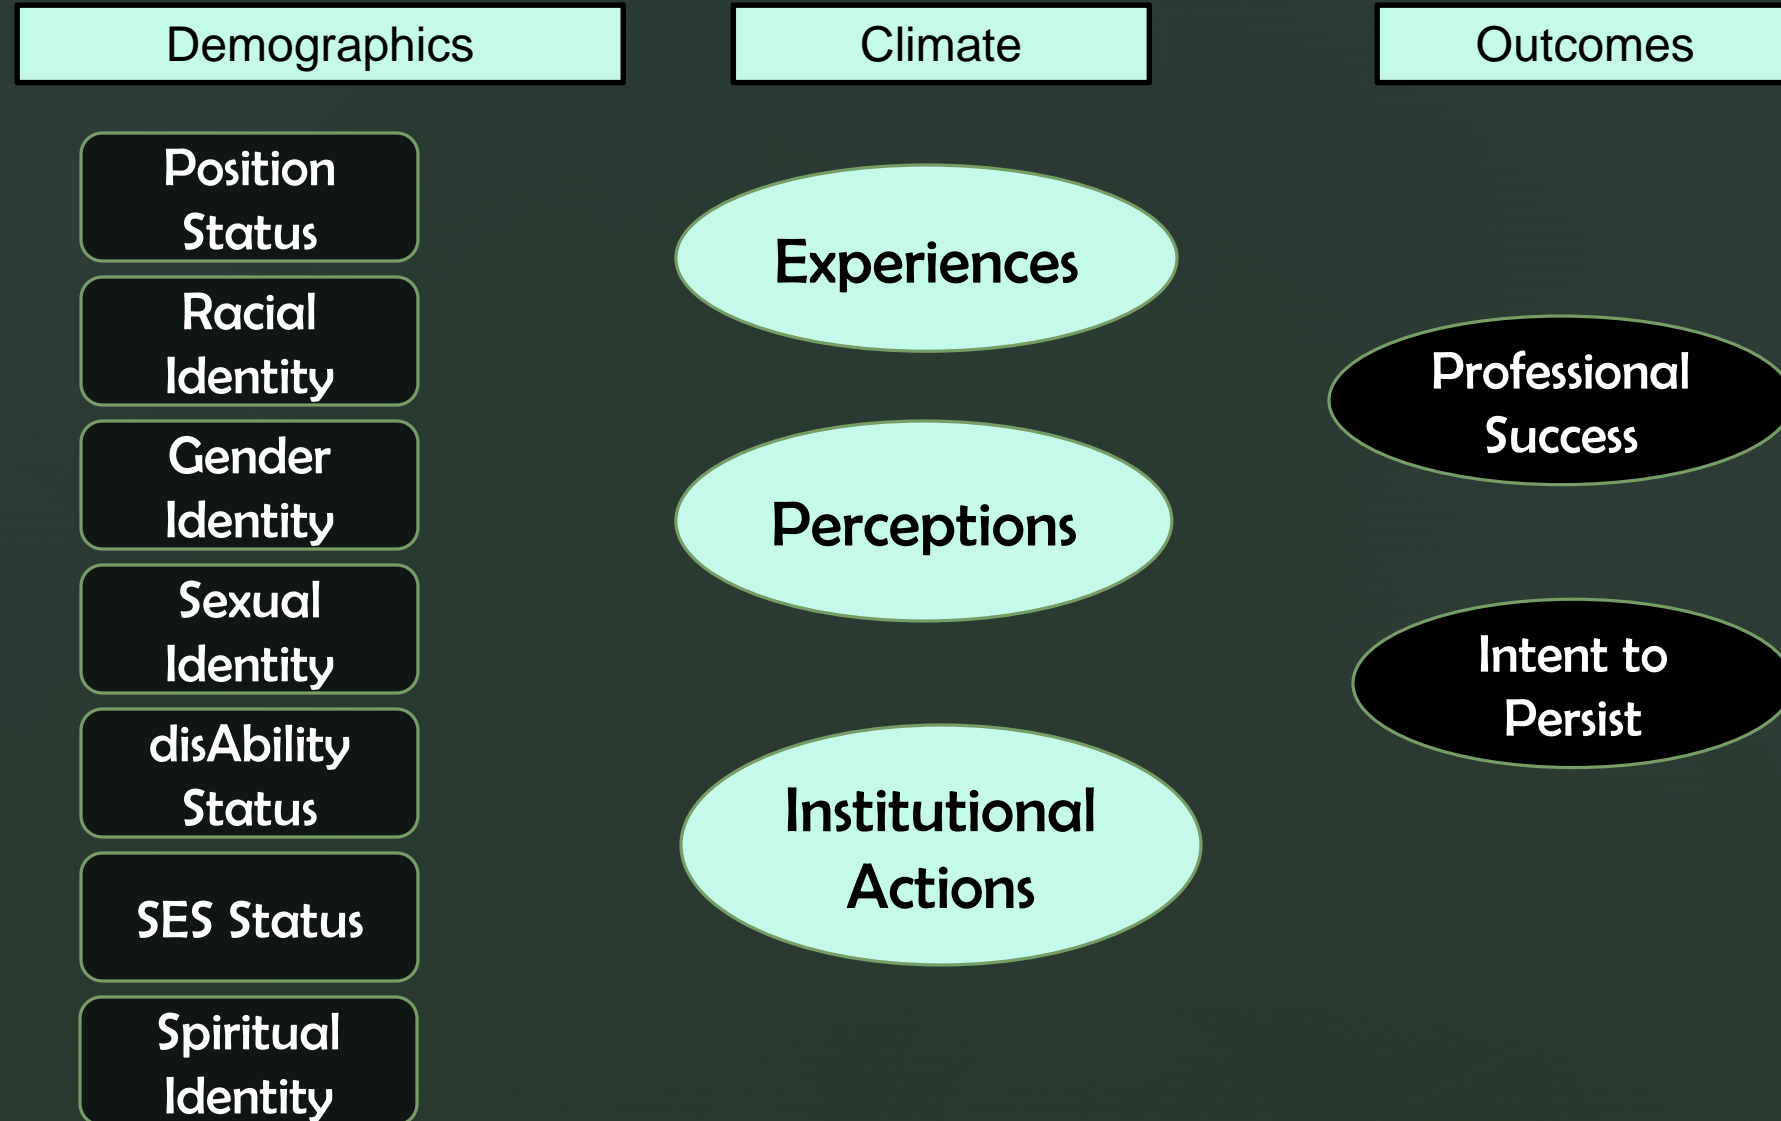 Demographics
Climate
Outcomes
Position
Status
Racial
Identity
Gender
Identity
Sexual
Identity
disAbility
Status
SES Status
Spiritual
Identity
Experiences
Perceptions
Institutional
Actions
Professional
Success
Intent to
Persist